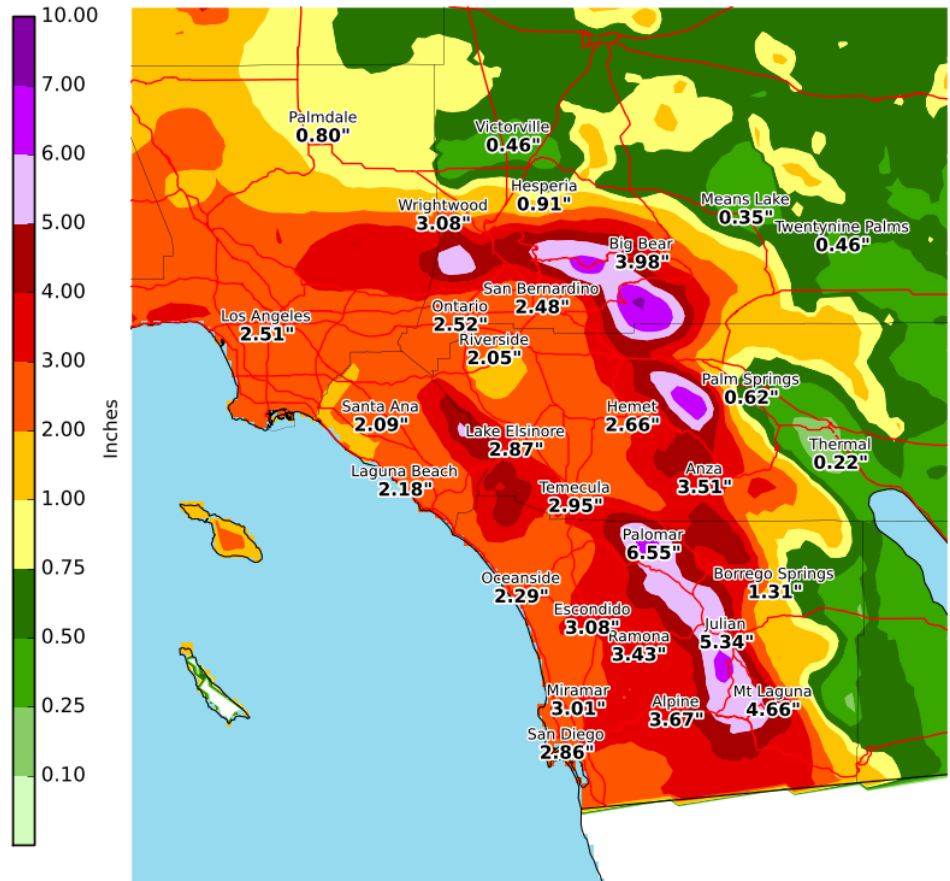 10.00
7.00
6.00
5.00
4.00
3.00
2.00
1.00
0.75
0.50
0.25
0.10
Inches
Palmdale
0.80"
Victorville
0.46"
Hesperia
0.91"
Wrightwood
3.08"
Means Lake
0.35"
Twentynine Palms
0.46"
Big Bear
3.98"
San Bernardino
2.48"
Ontario
2.52"
Los Angeles
2.51"
Riverside
2.05"
Palm Springs
0.62"
Santa Ana
2.09"
Hemet
2.66"
Lake Elsinore
2.87"
Thermal
0.22"
Laguna Beach
2.18"
Anza
3.51"
Temecula
2.95"
Palomar
6.55"
Oceanside
2.29"
Borrego Springs
1.31"
Escondido
3.08"
Ramona
3.43"
Julian
5.34"
Miramar
3.01"
Alpine
3.67"
Mt Laguna
4.66"
San Diego
2.86"